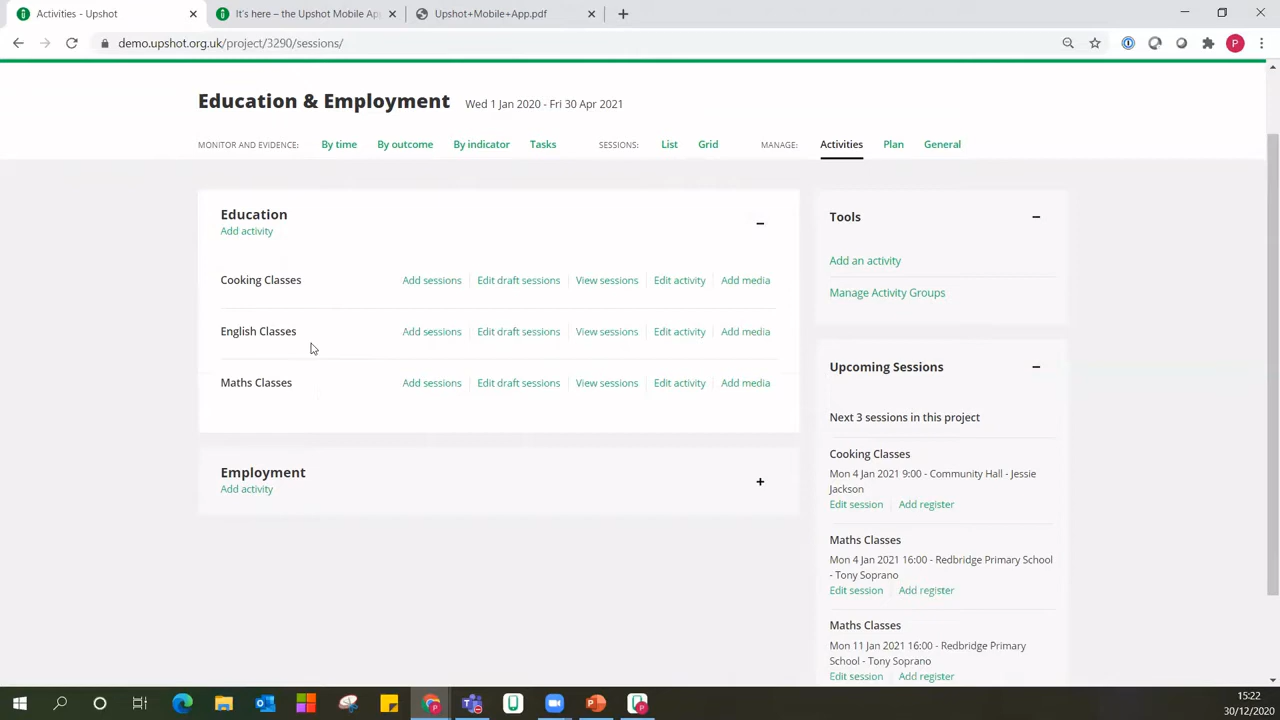 Activities - Upshot
It's here – the Upshot Mobile Ap
Upshot+Mobile+App.pdf
demo.upshot.org.uk/project/3290/sessions/
P
Education & Employment Wed 1 Jan 2020 - Fri 30 Apr 2021
MONITOR AND EVIDENCE: By time By outcome By indicator Tasks SESSIONS: List Grid MANAGE: Activities Plan General
Education
Add activity
Cooking Classes Add sessions Edit draft sessions View sessions Edit activity Add media
English Classes Add sessions Edit draft sessions View sessions Edit activity Add media
Maths Classes Add sessions Edit draft sessions View sessions Edit activity Add media
Employment
Add activity
Tools
Add an activity
Manage Activity Groups
Upcoming Sessions
Next 3 sessions in this project
Cooking Classes
Mon 4 Jan 2021 9:00 - Community Hall - Jessie
Jackson
Edit session Add register
Maths Classes
Mon 4 Jan 2021 16:00 - Redbridge Primary School
- Tony Soprano
Edit session Add register
Maths Classes
Mon 11 Jan 2021 16:00 - Redbridge Primary
School - Tony Soprano
Edit session Add register
15:22
30/12/2020